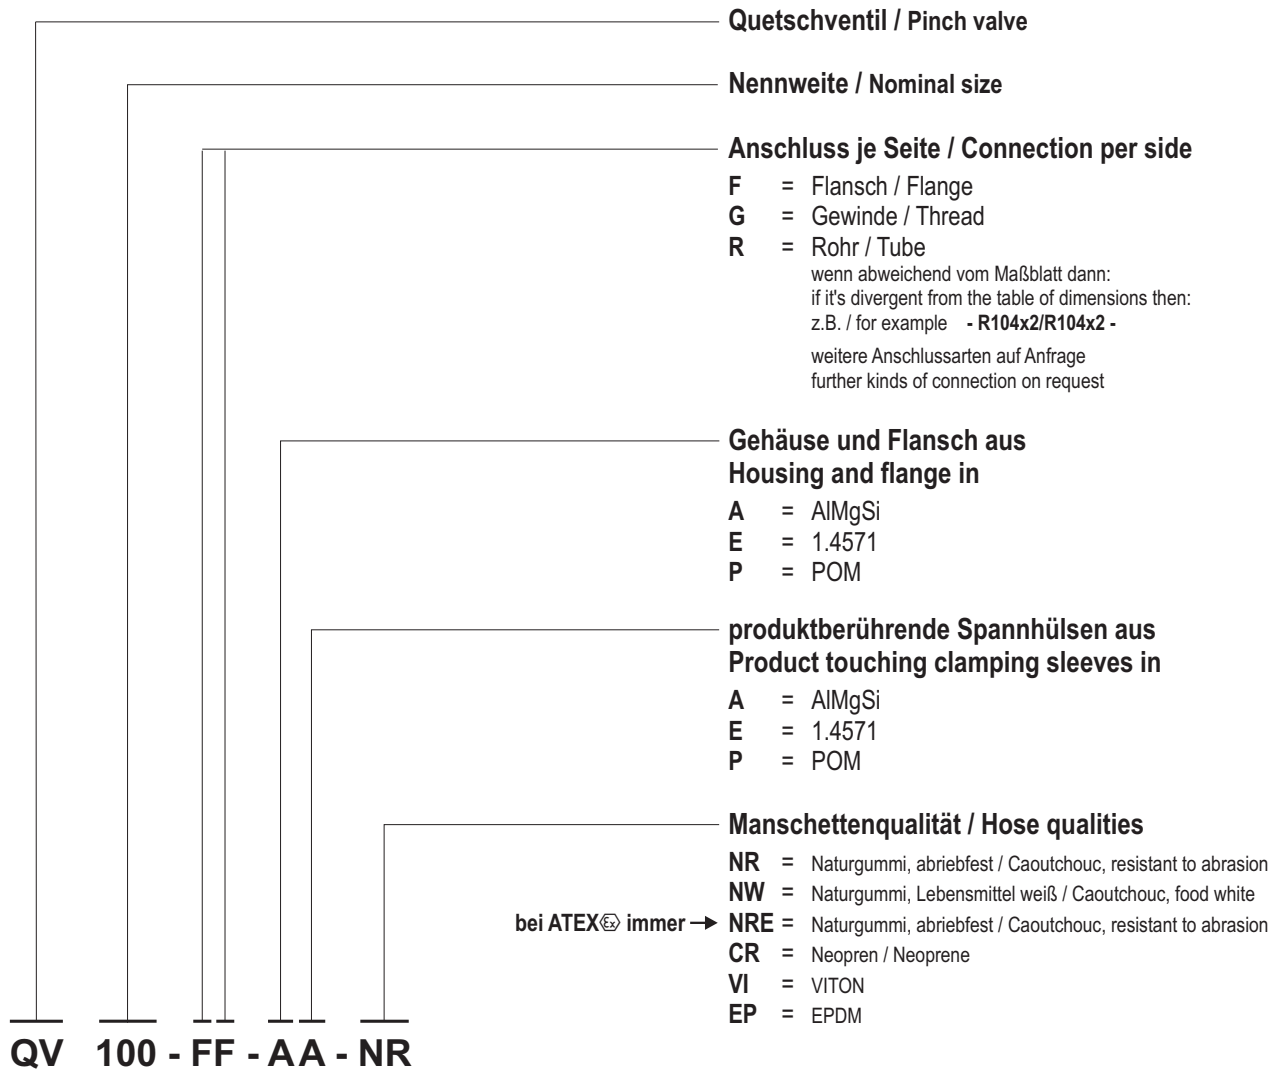 Quetschventil / Pinch valve
Nennweite / Nominal size
Anschluss je Seite / Connection per side
F = Flansch / Flange
G = Gewinde / Thread
R = Rohr / Tube
wenn abweichend vom Maßblatt dann:
if it's divergent from the table of dimensions then:
z.B. / for example - R104x2/R104x2 -
weitere Anschlussarten auf Anfrage
further kinds of connection on request
Gehäuse und Flansch aus
Housing and flange in
A = AlMgSi
E = 1.4571
P = POM
produktberührende Spannhülsen aus
Product touching clamping sleeves in
A = AlMgSi
E = 1.4571
P = POM
Manschettenqualität / Hose qualities
NR = Naturgummi, abriebfest / Caoutchouc, resistant to abrasion
NW = Naturgummi, Lebensmittel weiß / Caoutchouc, food white
bei ATEX Ex immer → NRE = Naturgummi, abriebfest / Caoutchouc, resistant to abrasion
CR = Neopren / Neoprene
VI = VITON
EP = EPDM
QV 100 - FF - AA - NR